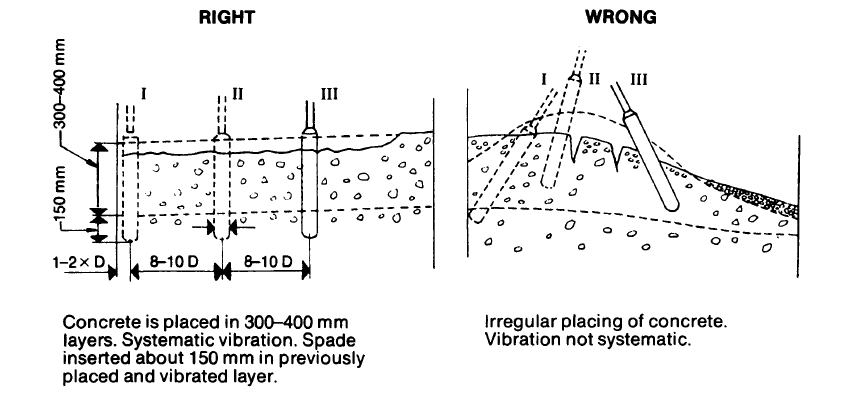 RIGHT
WRONG
300–400 mm
150 mm
I
II
III
1–2 × D
8–10 D
8–10 D
I
II
III
Concrete is placed in 300–400 mm
layers. Systematic vibration. Spade
inserted about 150 mm in previously
placed and vibrated layer.
Irregular placing of concrete.
Vibration not systematic.